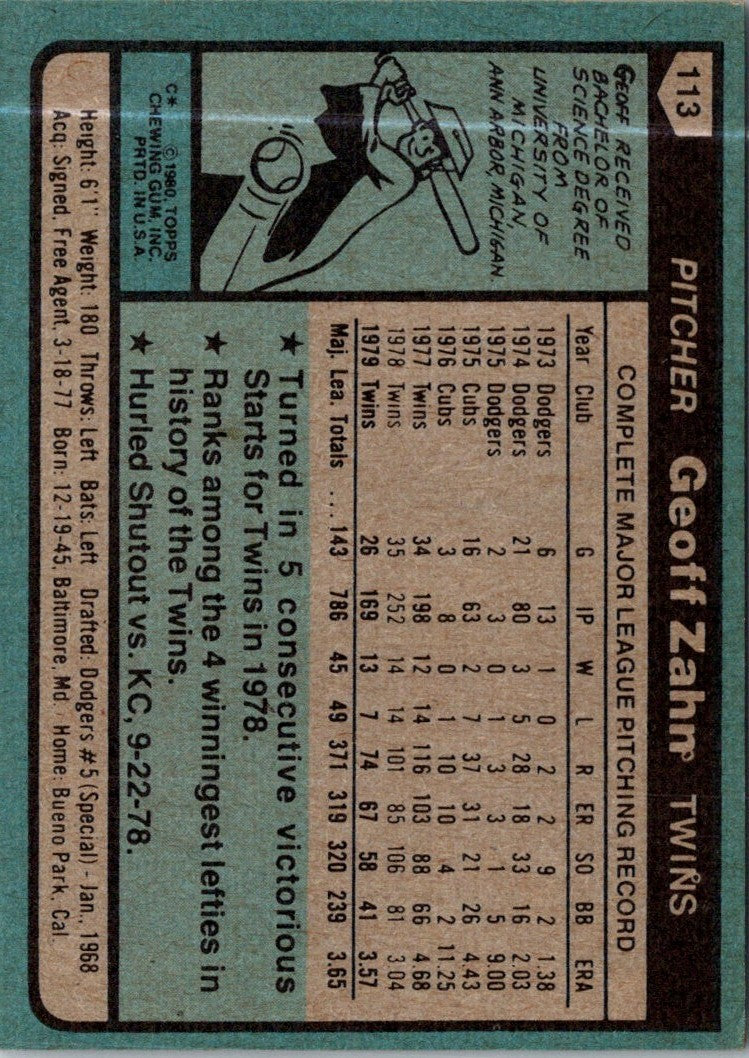 113
PITCHER Geoff Zahn TWINS
GEOFF RECEIVED
BACHELOR OF
SCIENCE DEGREE
FROM
UNIVERSITY OF
MICHIGAN,
ANN ARBOR, MICHIGAN
C* © 1980 TOPPS
CHEWING GUM, INC.
PRTD. IN U.S.A.
COMPLETE MAJOR LEAGUE PITCHING RECORD
Year Club G IP W L R ER SO BB ERA
1973 Dodgers 6 13 1 0 2 2 9 2 1.38
1974 Dodgers 21 80 3 5 28 18 33 16 2.03
1975 Dodgers 2 3 0 1 3 3 1 5 9.00
1975 Cubs 16 63 2 7 37 31 21 26 4.43
1976 Cubs 3 8 0 1 10 10 4 2 11.25
1977 Twins 34 198 12 14 116 103 88 66 4.68
1978 Twins 35 252 14 14 101 85 106 81 3.04
1979 Twins 26 169 13 7 74 67 58 41 3.57
Maj. Lea. Totals .... 143 786 45 49 371 319 320 239 3.65
★ Turned in 5 consecutive victorious
Starts for Twins in 1978.
★ Ranks among the 4 winningest lefties in
history of the Twins.
★ Hurled Shutout vs. KC, 9-22-78.
Height: 6'1" Weight: 180 Throws: Left Bats: Left Drafted: Dodgers #5 (Special) - Jan., 1968
Acq: Signed, Free Agent, 3-18-77 Born: 12-19-45, Baltimore, Md. Home: Bueno Park, Cal.